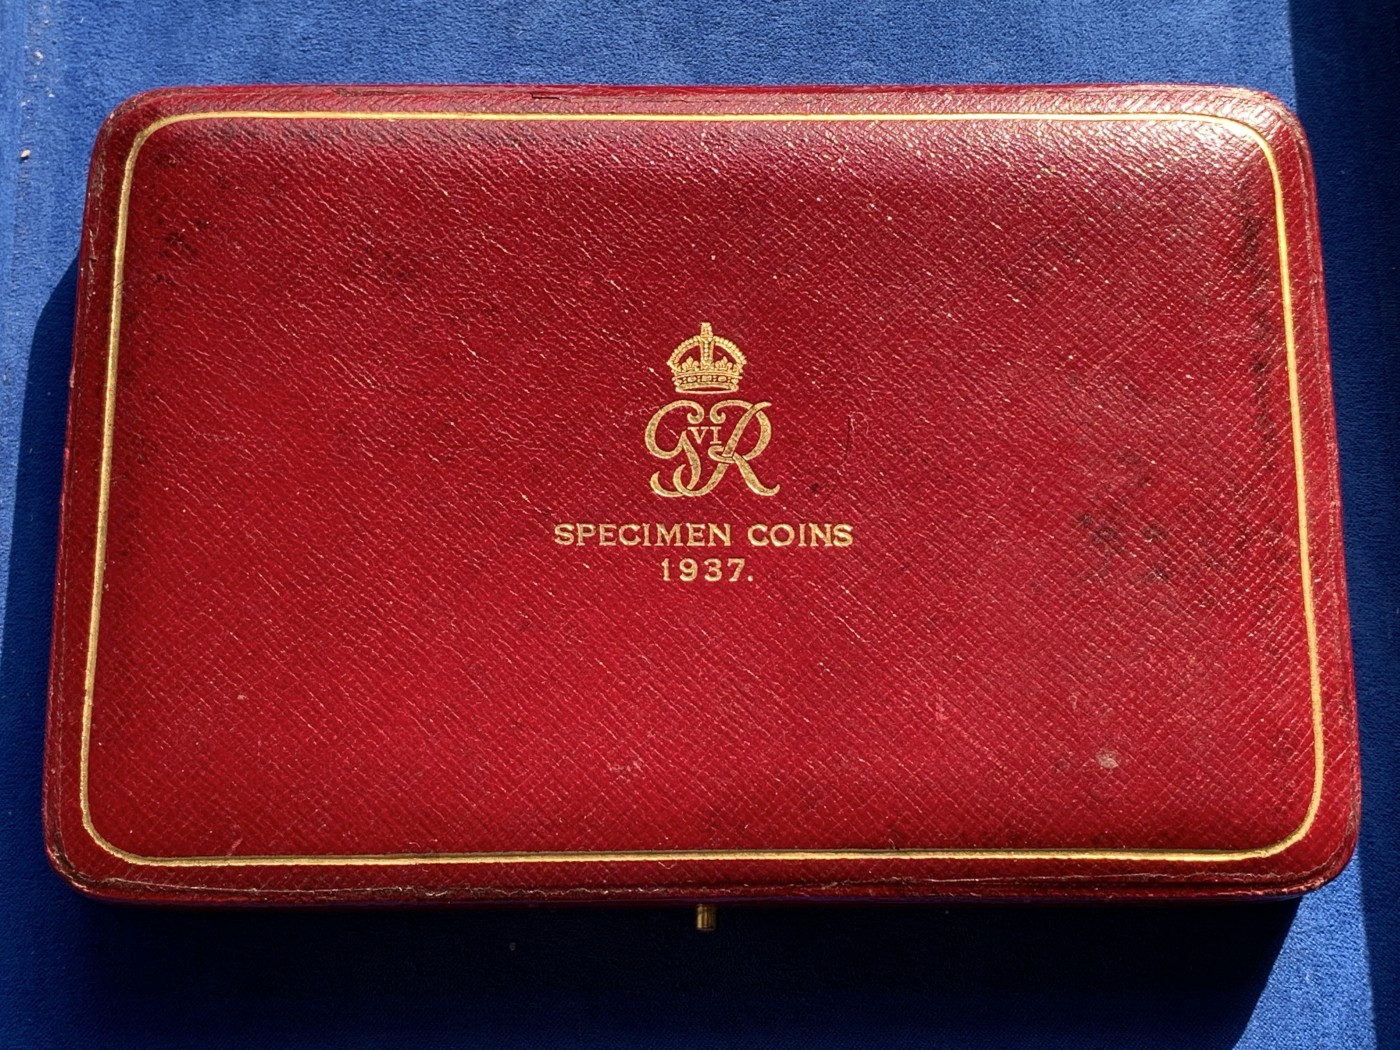 GVIR
SPECIMEN COINS
1937.